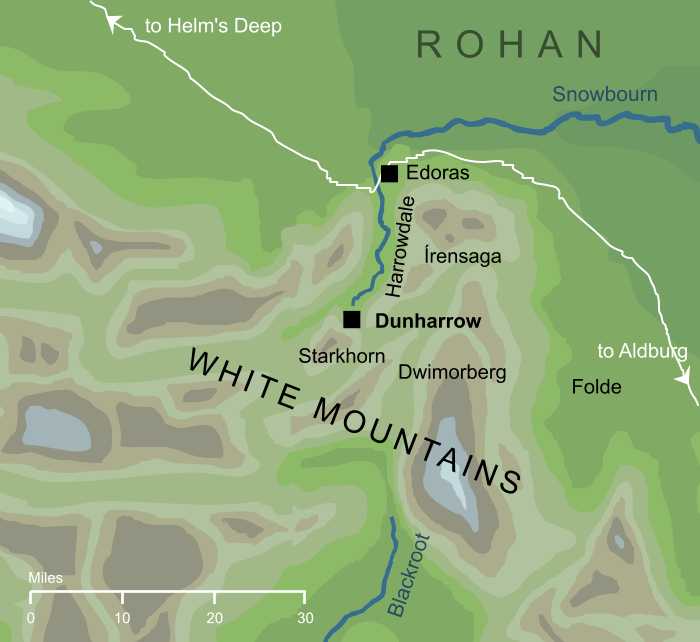 to Helm's Deep
ROHAN
Snowbourn
Edoras
Harrowdale
Írensaga
Dunharrow
to Aldburg
Starkhorn
Dwimorberg
Folde
WHITE MOUNTAINS
Blackroot
Miles
0 10 20 30